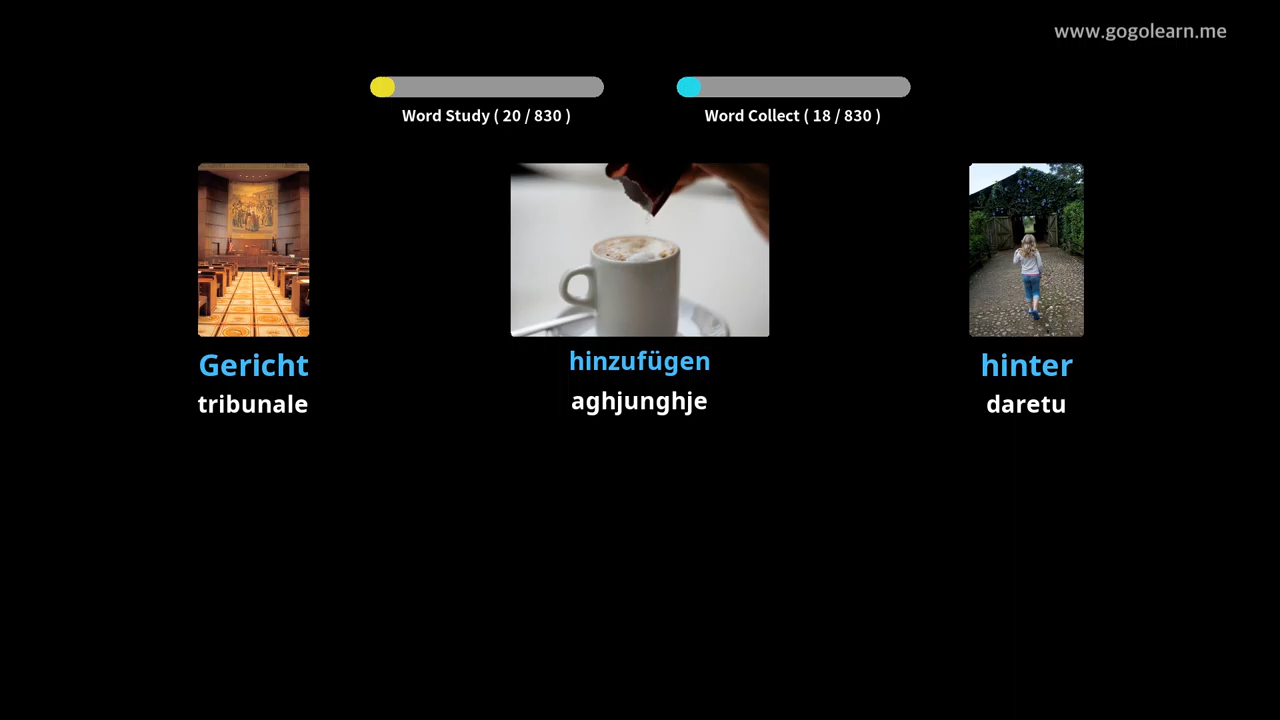 www.gogolearn.me
Word Study ( 20 / 830 )
Word Collect ( 18 / 830 )
Gericht
tribunale
hinzufügen
aghjunghje
hinter
daretu